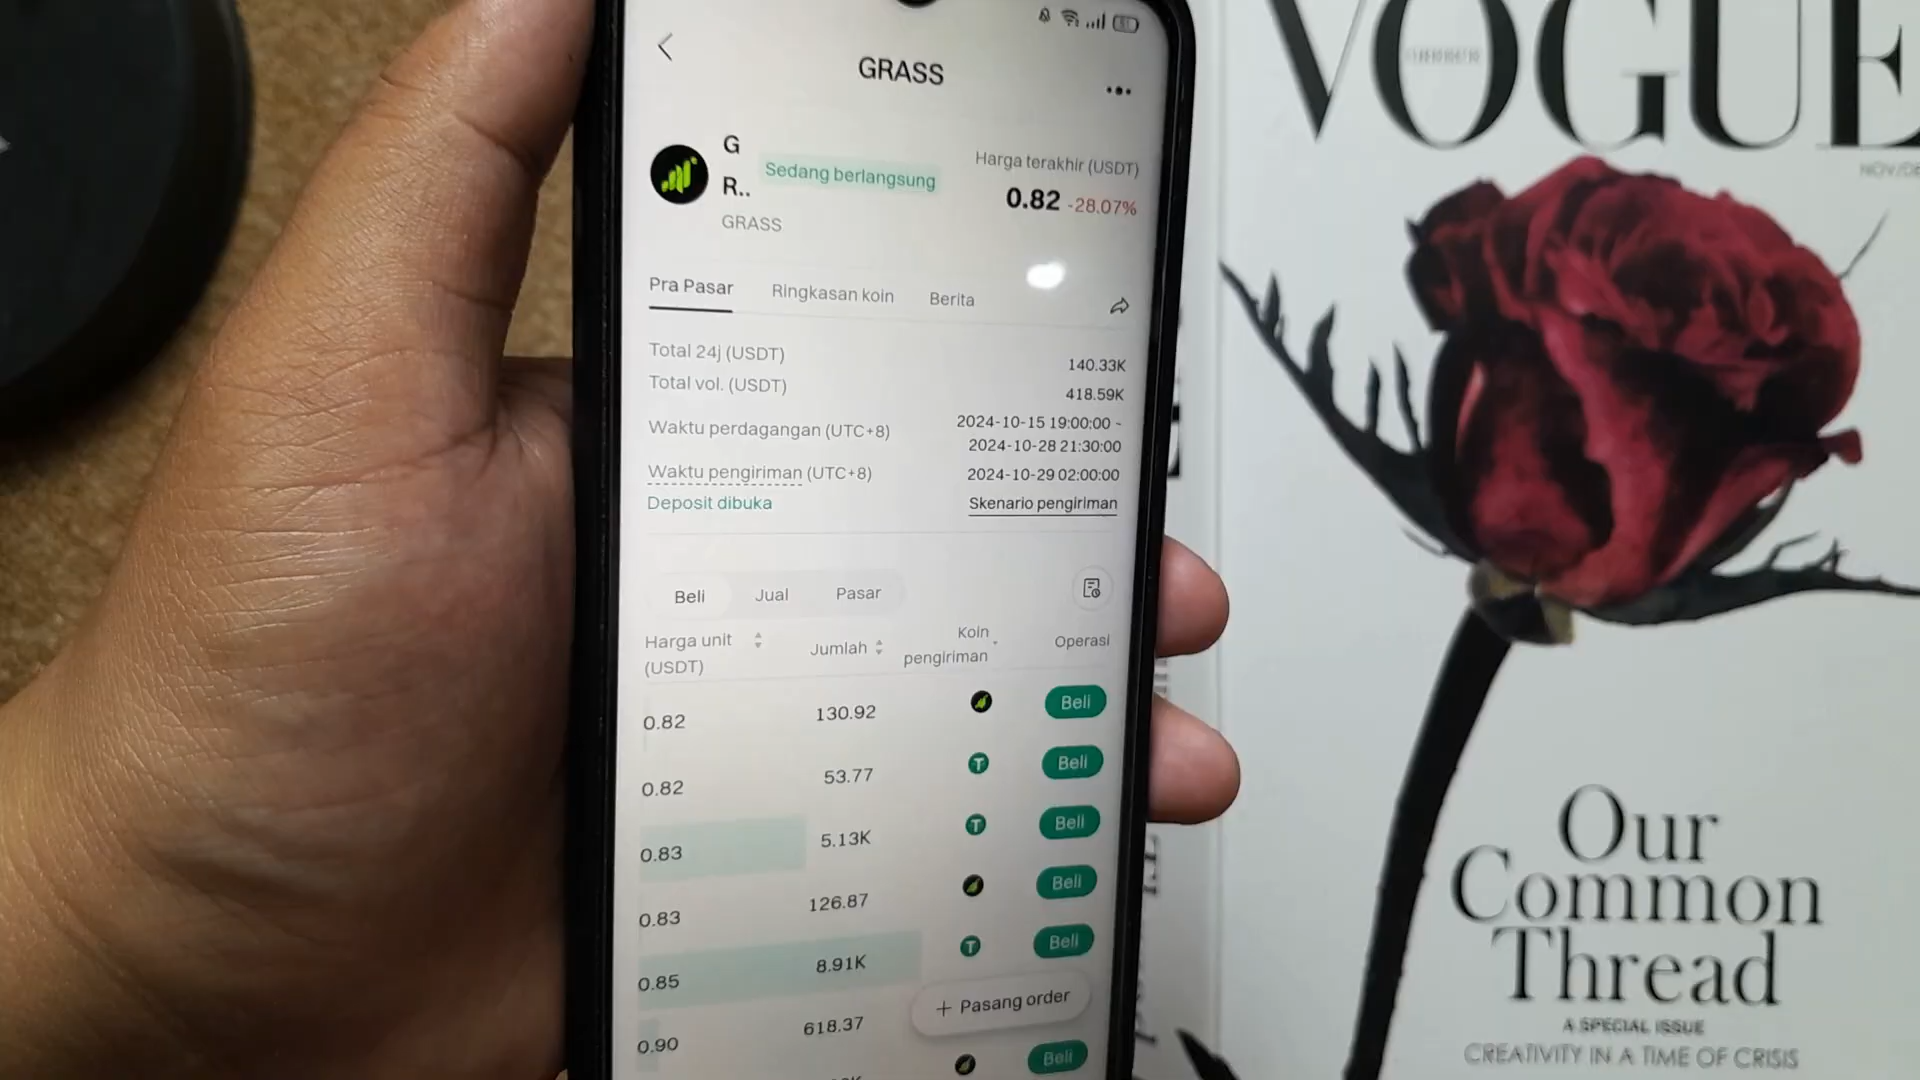 GRASS
G
R..
Sedang berlangsung
GRASS
Harga terakhir (USDT)
0.82 -28.07%
Pra Pasar
Ringkasan koin
Berita
Total 24j (USDT)
140.33K
Total vol. (USDT)
418.59K
Waktu perdagangan (UTC+8)
2024-10-15 19:00:00 ~
2024-10-28 21:30:00
Waktu pengiriman (UTC+8)
2024-10-29 02:00:00
Deposit dibuka
Skenario pengiriman
Beli
Jual
Pasar
Harga unit
(USDT)
Jumlah
Koin
pengiriman
Operasi
0.82 130.92 Beli
0.82 53.77 T Beli
0.83 5.13K T Beli
0.83 126.87 Beli
0.85 8.91K T Beli
+ Pasang order
0.90 618.37
Beli
VOGUE
Our
Common
Thread
A SPECIAL ISSUE
CREATIVITY IN A TIME OF CRISIS